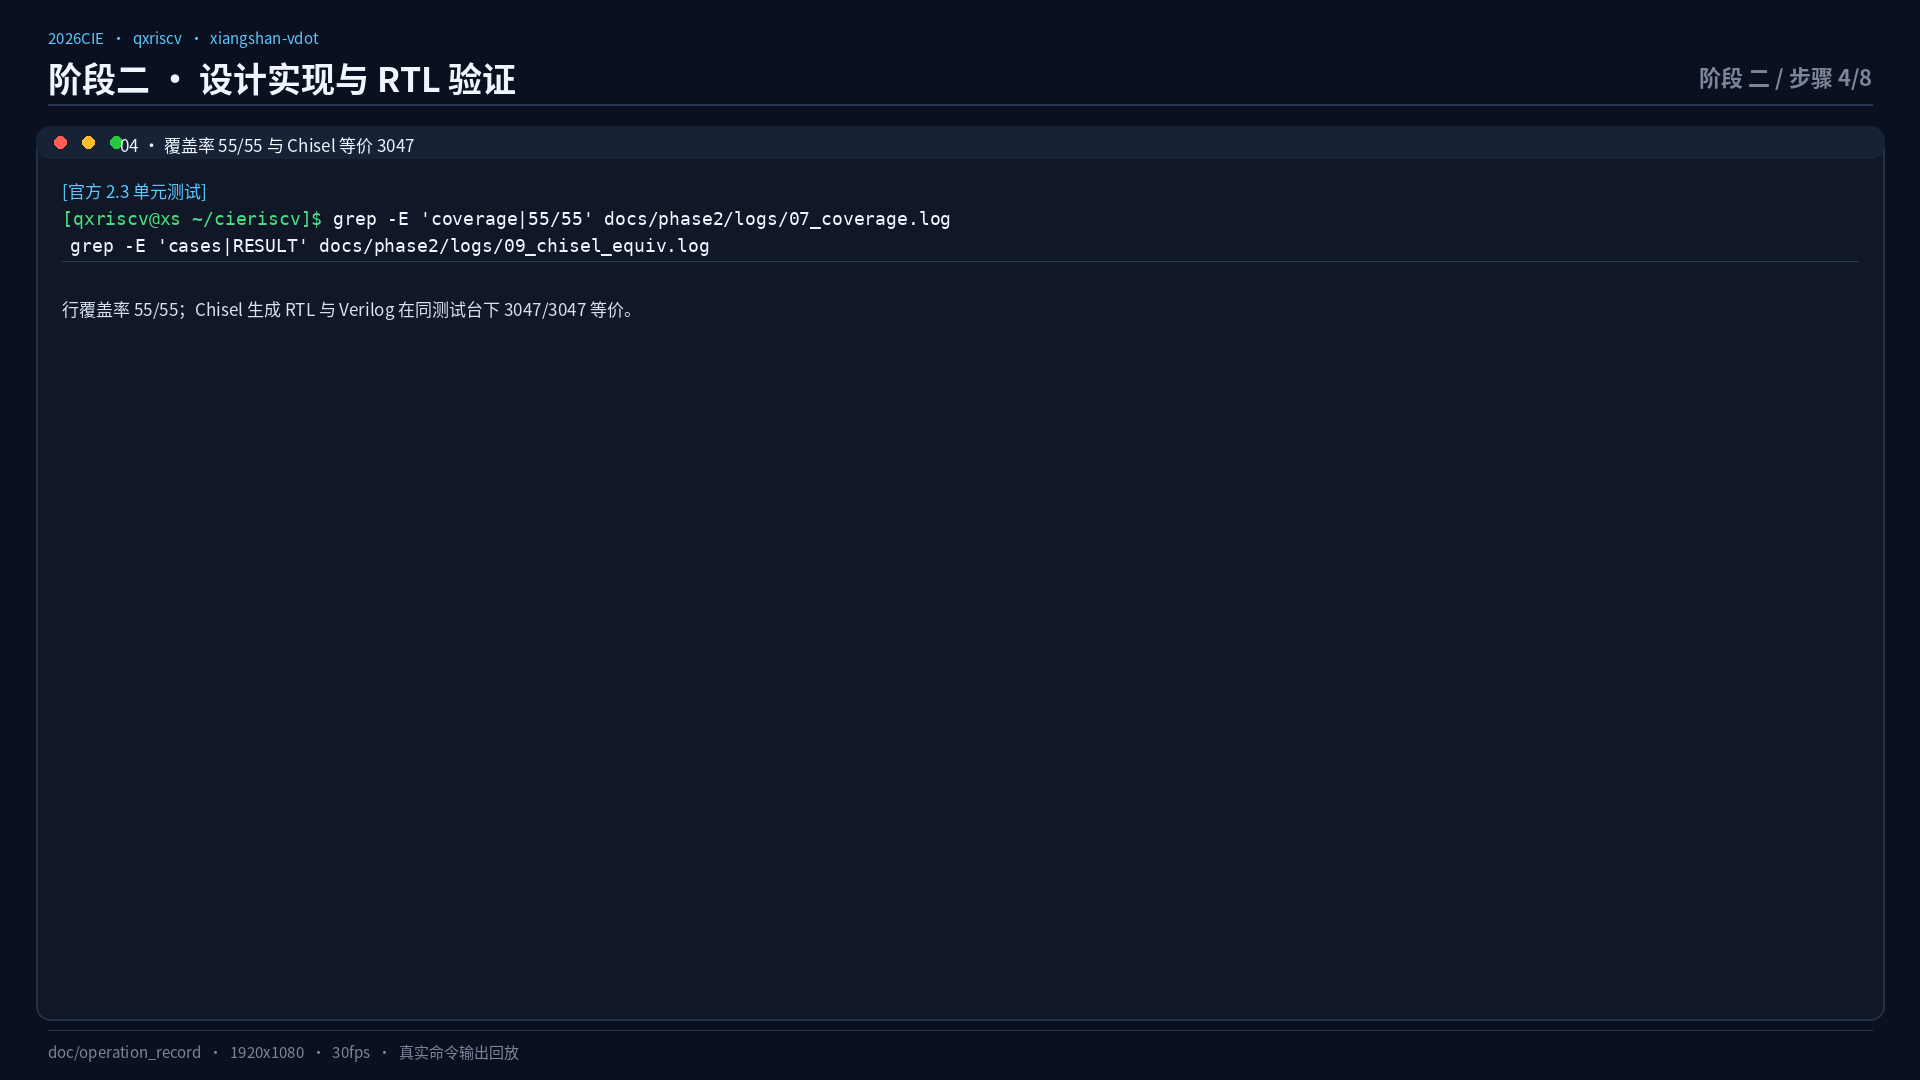 2026CIE • qxriscv • xiangshan-vdot
阶段二 • 设计实现与 RTL 验证
阶段 二 / 步骤 4/8
04 • 覆盖率 55/55 与 Chisel 等价 3047
[官方 2.3 单元测试]
[qxriscv@xs ~/cieriscv]$ grep -E 'coverage|55/55' docs/phase2/logs/07_coverage.log
grep -E 'cases|RESULT' docs/phase2/logs/09_chisel_equiv.log
行覆盖率 55/55；Chisel 生成 RTL 与 Verilog 在同测试台下 3047/3047 等价。
doc/operation_record • 1920x1080 • 30fps • 真实命令输出回放